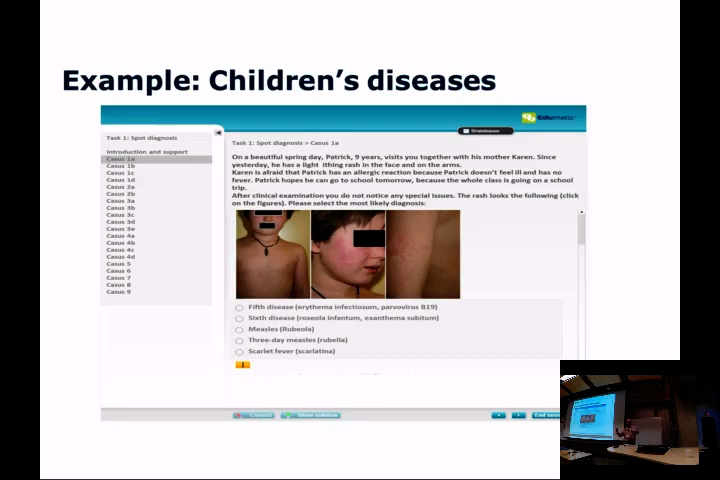 Example: Children's diseases
Edumatic
Task 1: Spot diagnosis
Introduction and support
Casus 1a
Casus 1b
Casus 1c
Casus 1d
Casus 2a
Casus 2b
Casus 3a
Casus 3b
Casus 3c
Casus 3d
Casus 3e
Casus 4a
Casus 4b
Casus 4c
Casus 4d
Casus 5
Casus 6
Casus 7
Casus 8
Casus 9
Task 1: Spot diagnosis > Casus 1a
On a beautiful spring day, Patrick, 9 years, visits you together with his mother Karen. Since
yesterday, he has a light ithing rash in the face and on the arms.
Karen is afraid that Patrick has an allergic reaction because Patrick doesn't feel ill and has no
fever. Patrick hopes he can go to school tomorrow, because the whole class is going on a school
trip.
After clinical examination you do not notice any special issues. The rash looks the following (click
on the figures). Please select the most likely diagnosis:
Fifth disease (erythema infectiosum, parvovirus B19)
Sixth disease (roseola infantum, exanthema subitum)
Measles (Rubeola)
Three-day measles (rubella)
Scarlet fever (scarlatina)
Correct
Show solution